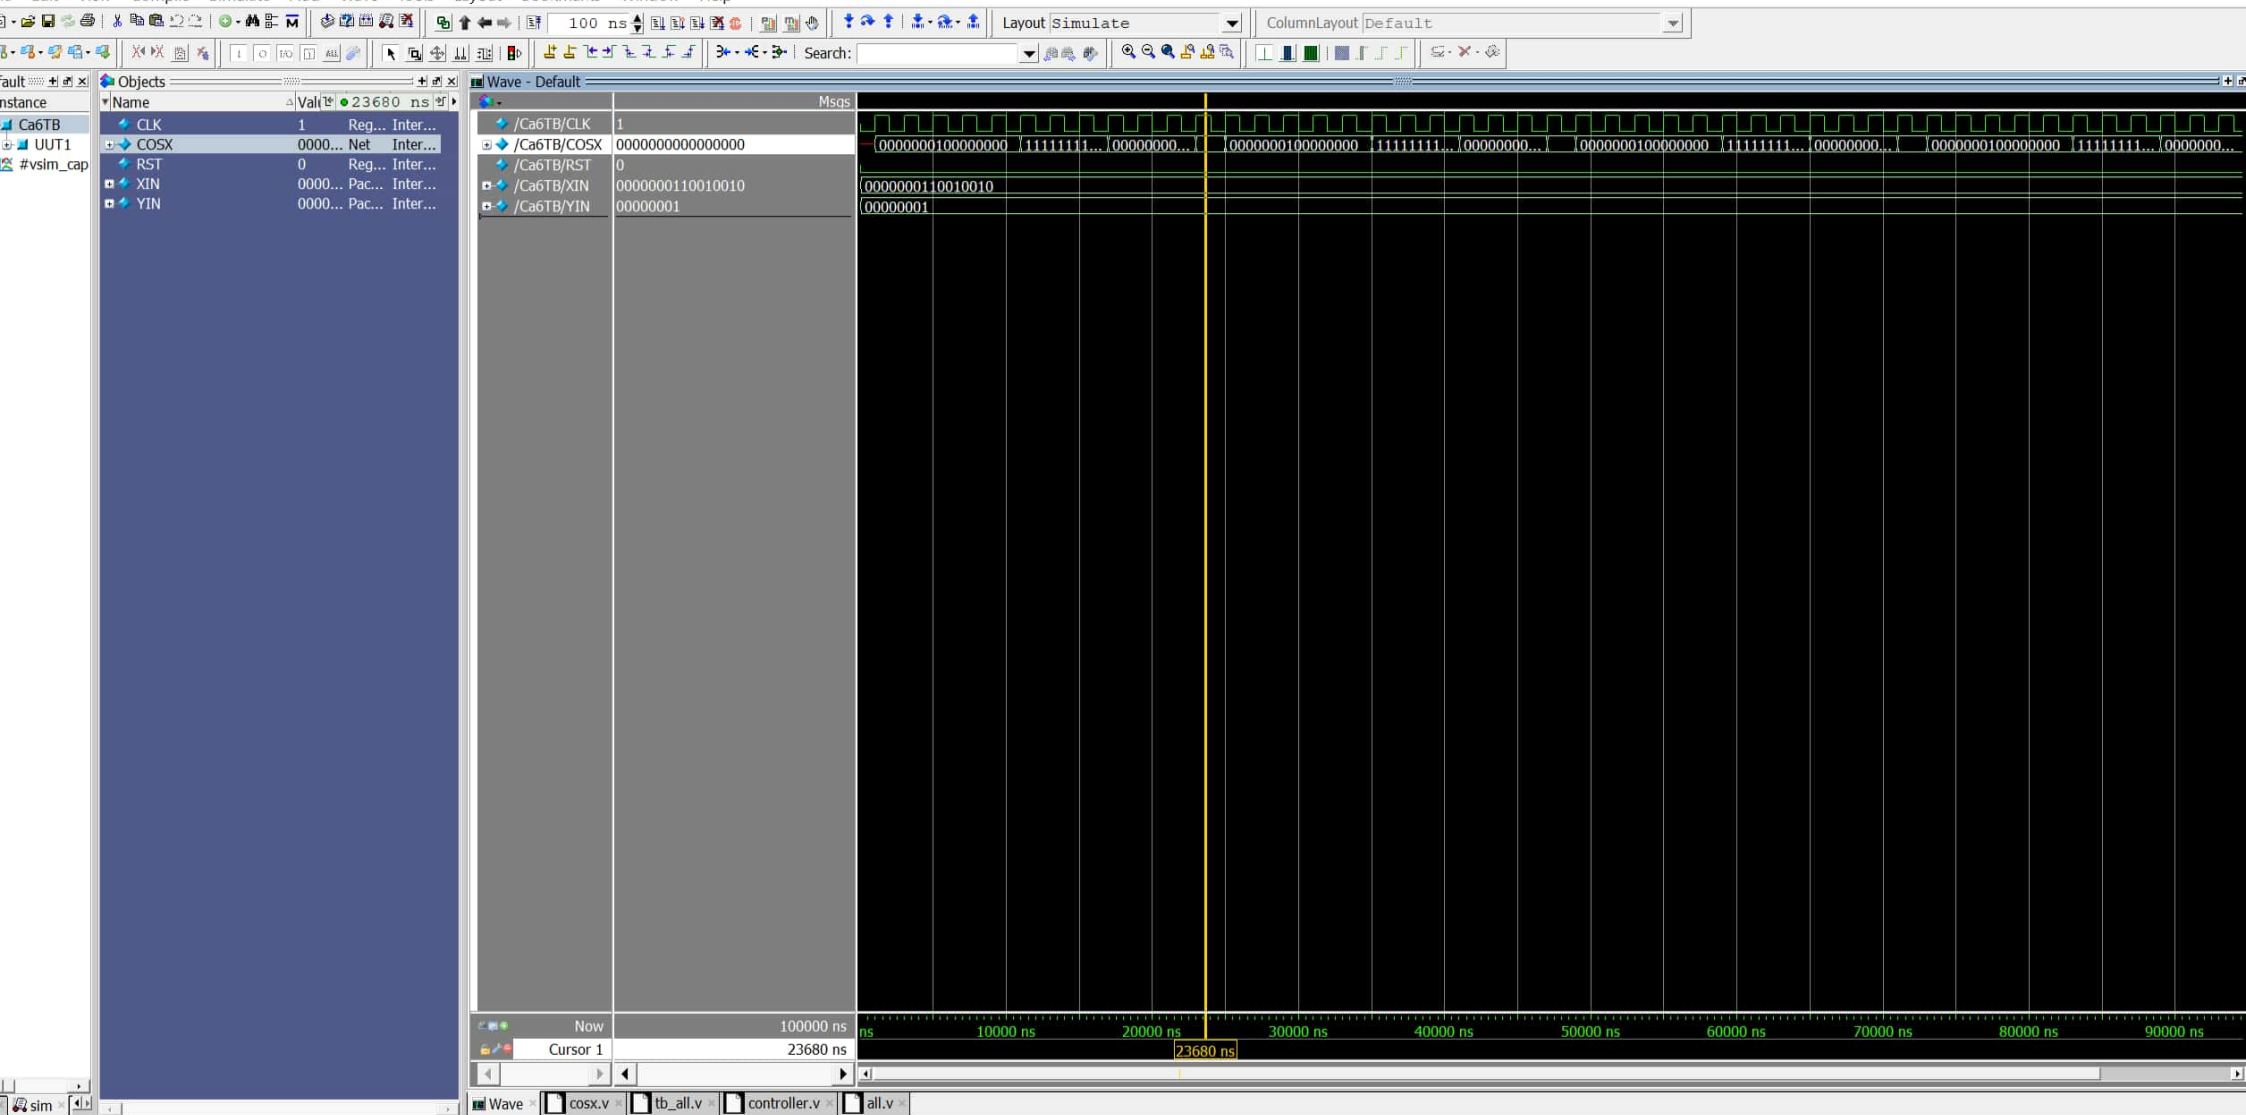 100 ns
Layout Simulate
ColumnLayout Default
Search:
fault
Objects
Wave - Default
nstance
Name
Val
23680 ns
Msgs
Ca6TB
CLK 1 Reg... Inter...
/Ca6TB/CLK 1
UUT1
COSX 0000... Net Inter...
/Ca6TB/COSX 0000000000000000
0000000100000000 11111111... 00000000... 0000000100000000 11111111... 00000000... 0000000100000000 11111111... 00000000... 0000000100000000 11111111... 0000000...
#vsim_cap
RST 0 Reg... Inter...
/Ca6TB/RST 0
XIN 0000... Pac... Inter...
/Ca6TB/XIN 0000000110010010
0000000110010010
YIN 0000... Pac... Inter...
/Ca6TB/YIN 00000001
00000001
Now 100000 ns
ns 10000 ns 20000 ns 30000 ns 40000 ns 50000 ns 60000 ns 70000 ns 80000 ns 90000 ns
Cursor 1 23680 ns
23680 ns
sim
Wave cosx.v tb_all.v controller.v all.v